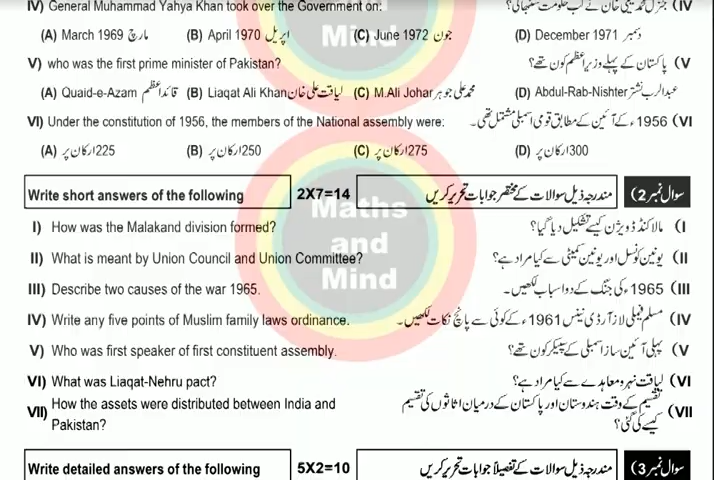 IV) General Muhammad Yahya Khan took over the Government on: جنرل محمد یحییٰ خان نے کب حکومت سنبھالی؟ (IV
(A) March 1969 مارچ (B) April 1970 اپریل (C) June 1972 جون (D) December 1971 دسمبر
V) who was the first prime minister of Pakistan? پاکستان کے پہلے وزیراعظم کون تھے؟ (V
(A) Quaid-e-Azam قائداعظم (B) Liaqat Ali Khan لیاقت علی خان (C) M.Ali Johar محمد علی جوہر (D) Abdul-Rab-Nishter عبدالرب نشتر
VI) Under the constitution of 1956, the members of the National assembly were: 1956ء کے آئین کے مطابق قومی اسمبلی مشتمل تھی۔ (VI
(A) 225ارکان پر (B) 250ارکان پر (C) 275ارکان پر (D) 300ارکان پر
Write short answers of the following 2X7=14 مندرجہ ذیل سوالات کے مختصر جوابات تحریر کریں سوال نمبر 2)
Maths and Mind
I) How was the Malakand division formed? مالاکنڈ ڈویژن کیسے تشکیل دیا گیا؟ (I
II) What is meant by Union Council and Union Committee? یونین کونسل اور یونین کمیٹی سے کیا مراد ہے؟ (II
III) Describe two causes of the war 1965. 1965ء کی جنگ کے دو اسباب لکھیں۔ (III
IV) Write any five points of Muslim family laws ordinance. مسلم فیملی لاز آرڈی نینس 1961ء کے کوئی سے پانچ نکات لکھیں۔ (IV
V) Who was first speaker of first constituent assembly. پہلی آئین ساز اسمبلی کے سپیکر کون تھے؟ (V
VI) What was Liaqat-Nehru pact? لیاقت نہرو معاہدے سے کیا مراد ہے؟ (VI
VII) How the assets were distributed between India and Pakistan? تقسیم کے وقت ہندوستان اور پاکستان کے درمیان اثاثوں کی تقسیم کیسے کی گئی؟ (VII
Write detailed answers of the following 5X2=10 مندرجہ ذیل سوالات کے تفصیلاً جوابات تحریر کریں سوال نمبر 3)